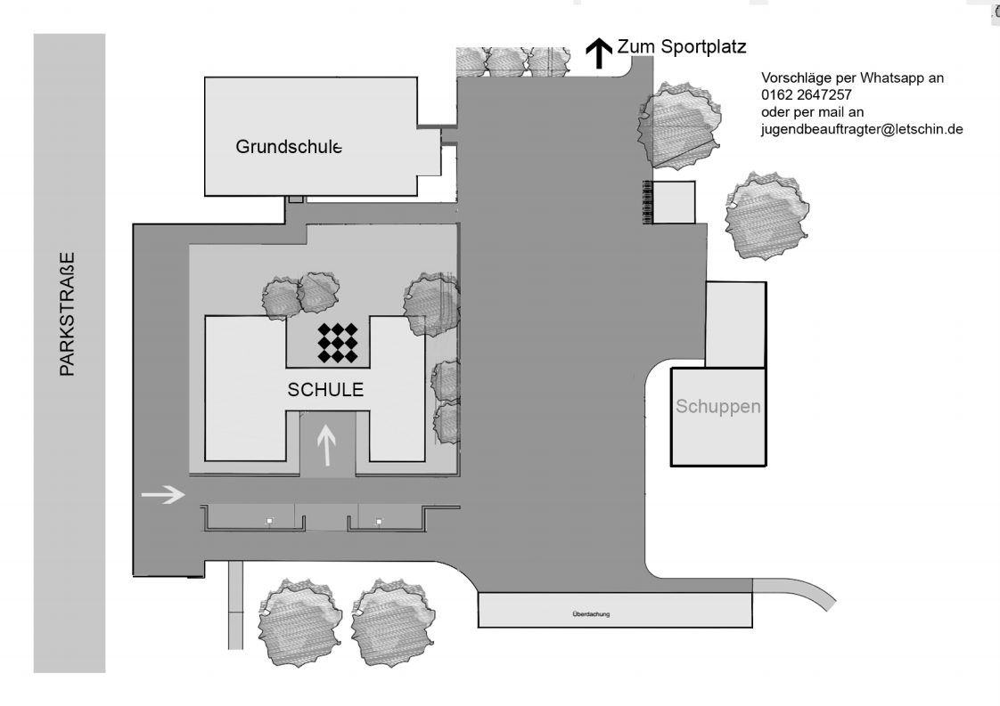 Zum Sportplatz
Vorschläge per Whatsapp an
0162 2647257
oder per mail an
jugendbeauftragter@letschin.de
Grundschule
PARKSTRAßE
SCHULE
Schuppen
Überdachung